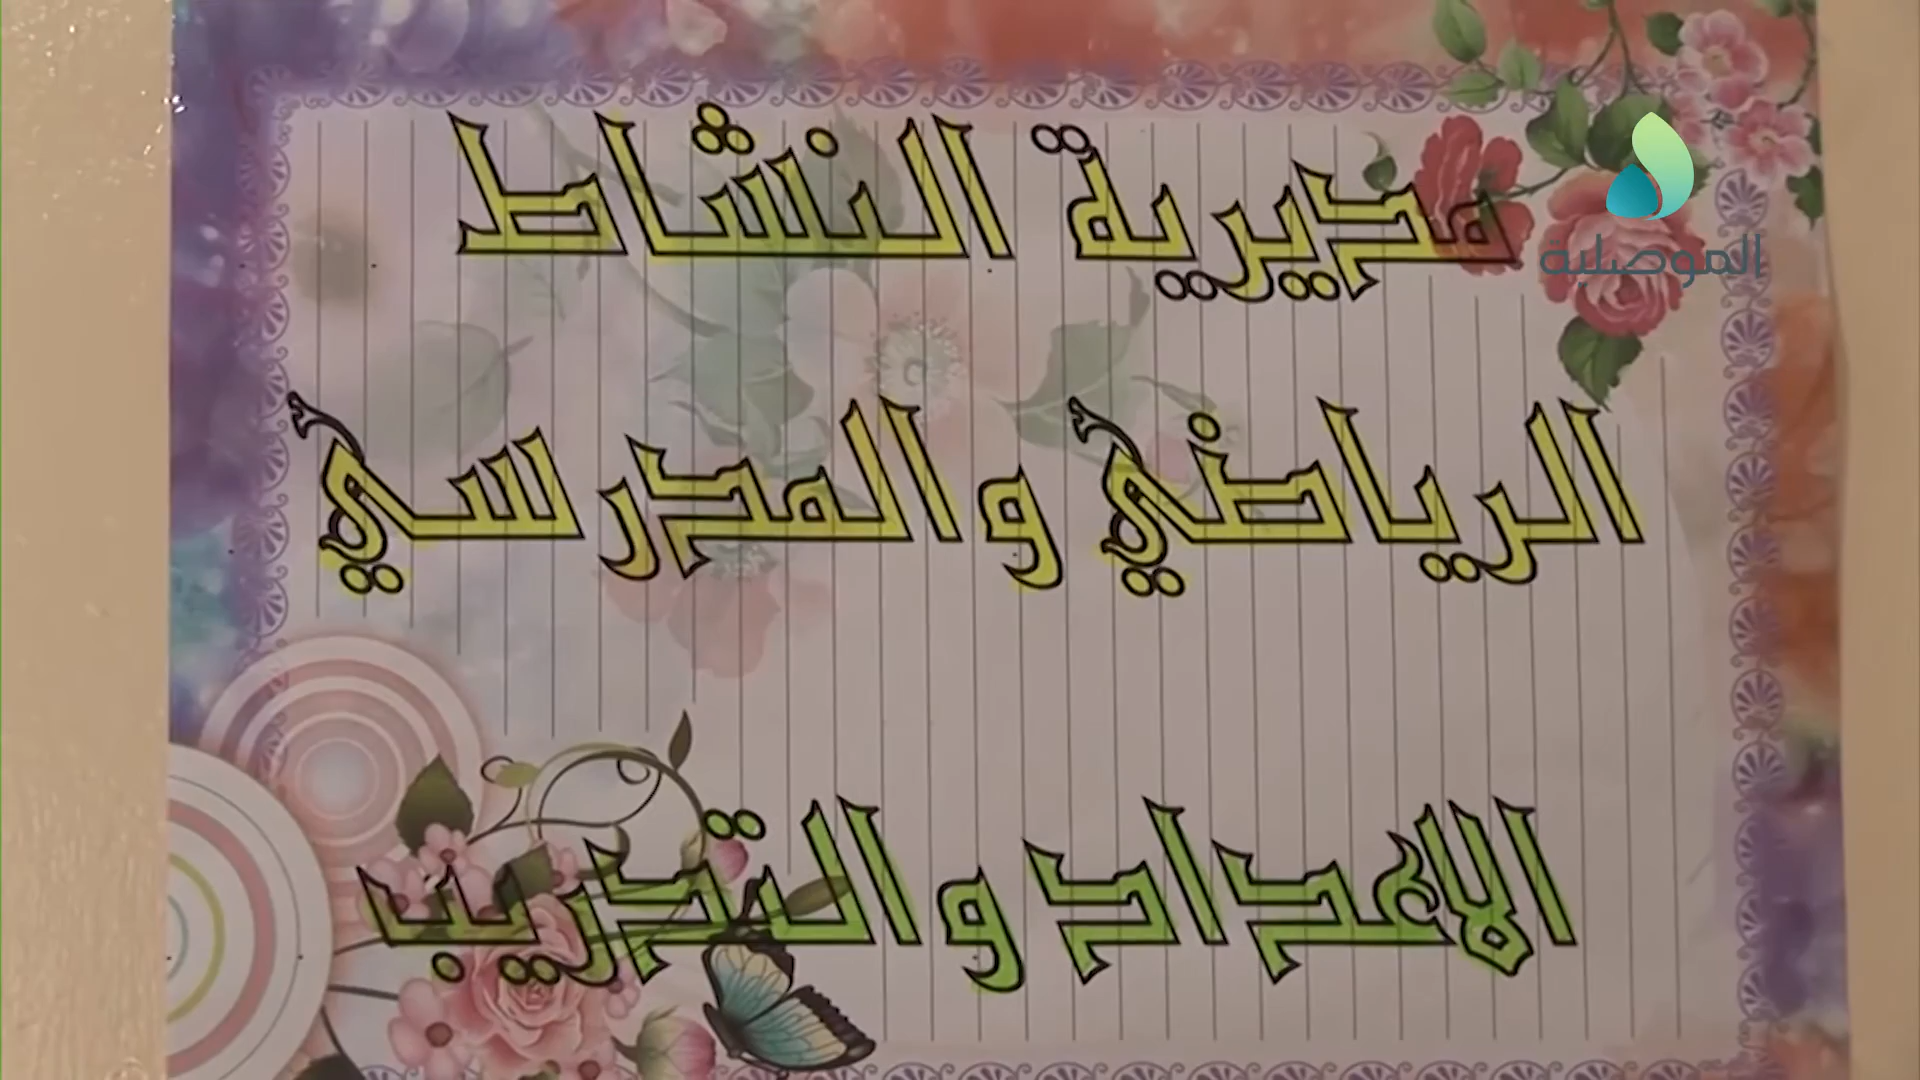 مديرية النشاط
الموصلية
الرياضي والمدرسي
الاعداد والتدريب